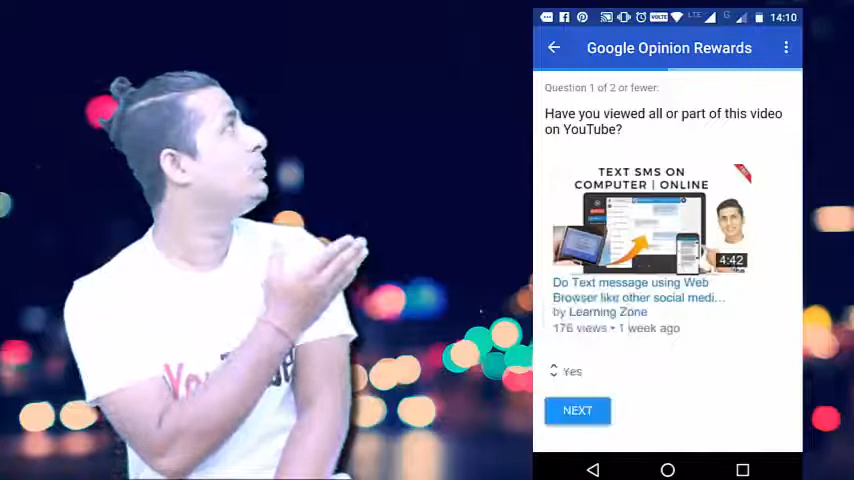 VOLTE LTE G 14:10
Google Opinion Rewards
Question 1 of 2 or fewer:
Have you viewed all or part of this video
on YouTube?
TEXT SMS ON
COMPUTER | ONLINE
4:42
Do Text message using Web
Browser like other social medi...
by Learning Zone
176 views • 1 week ago
Yes
NEXT